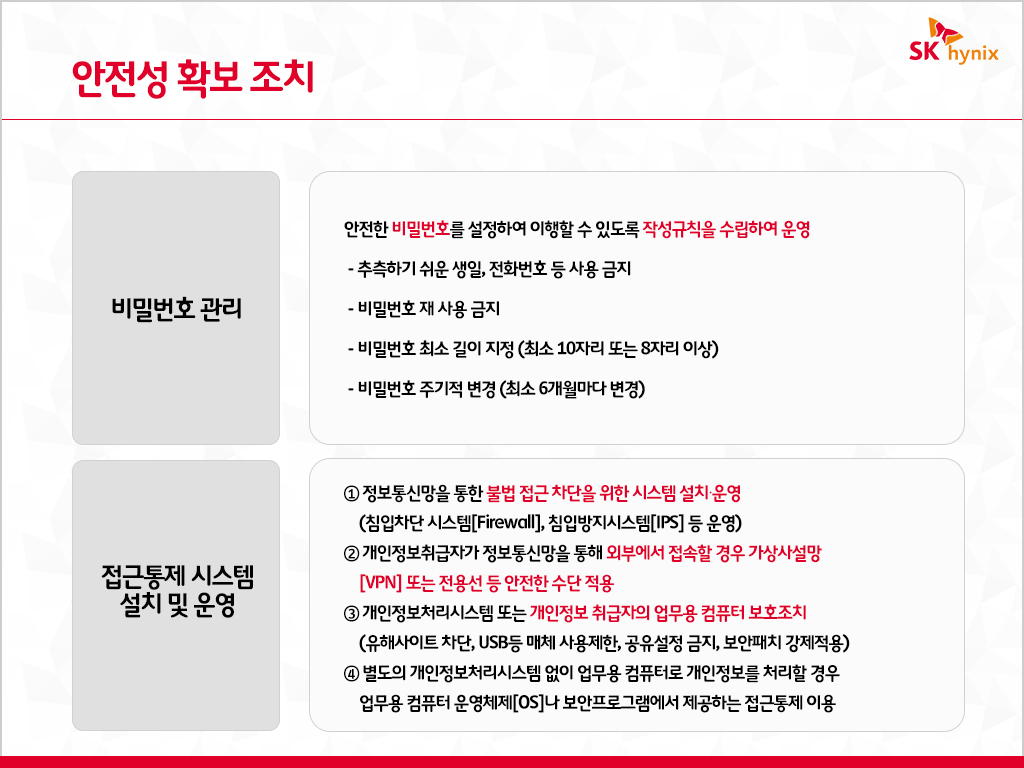 SK hynix
안전성 확보 조치
비밀번호 관리
안전한 비밀번호를 설정하여 이행할 수 있도록 작성규칙을 수립하여 운영
- 추측하기 쉬운 생일, 전화번호 등 사용 금지
- 비밀번호 재 사용 금지
- 비밀번호 최소 길이 지정 (최소 10자리 또는 8자리 이상)
- 비밀번호 주기적 변경 (최소 6개월마다 변경)
접근통제 시스템
설치 및 운영
① 정보통신망을 통한 불법 접근 차단을 위한 시스템 설치·운영
(침입차단 시스템[Firewall], 침입방지시스템[IPS] 등 운영)
② 개인정보취급자가 정보통신망을 통해 외부에서 접속할 경우 가상사설망
[VPN] 또는 전용선 등 안전한 수단 적용
③ 개인정보처리시스템 또는 개인정보 취급자의 업무용 컴퓨터 보호조치
(유해사이트 차단, USB등 매체 사용제한, 공유설정 금지, 보안패치 강제적용)
④ 별도의 개인정보처리시스템 없이 업무용 컴퓨터로 개인정보를 처리할 경우
업무용 컴퓨터 운영체제[OS]나 보안프로그램에서 제공하는 접근통제 이용